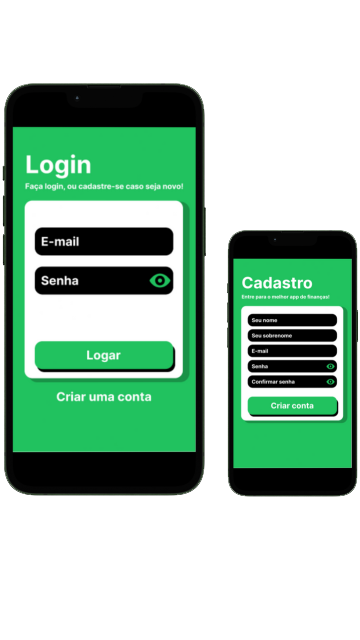 Login
Faça login, ou cadastre-se caso seja novo!
E-mail
Senha
Logar
Criar uma conta
Cadastro
Entre para o melhor app de finanças!
Seu nome
Seu sobrenome
E-mail
Senha
Confirmar senha
Criar conta